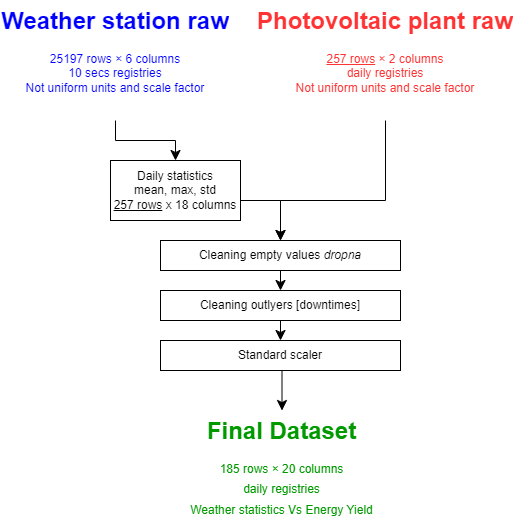 Weather station raw
25197 rows × 6 columns
10 secs registries
Not uniform units and scale factor
Photovoltaic plant raw
257 rows × 2 columns
daily registries
Not uniform units and scale factor
Daily statistics
mean, max, std
257 rows x 18 columns
Cleaning empty values dropna
Cleaning outlyers [downtimes]
Standard scaler
Final Dataset
185 rows × 20 columns
daily registries
Weather statistics Vs Energy Yield